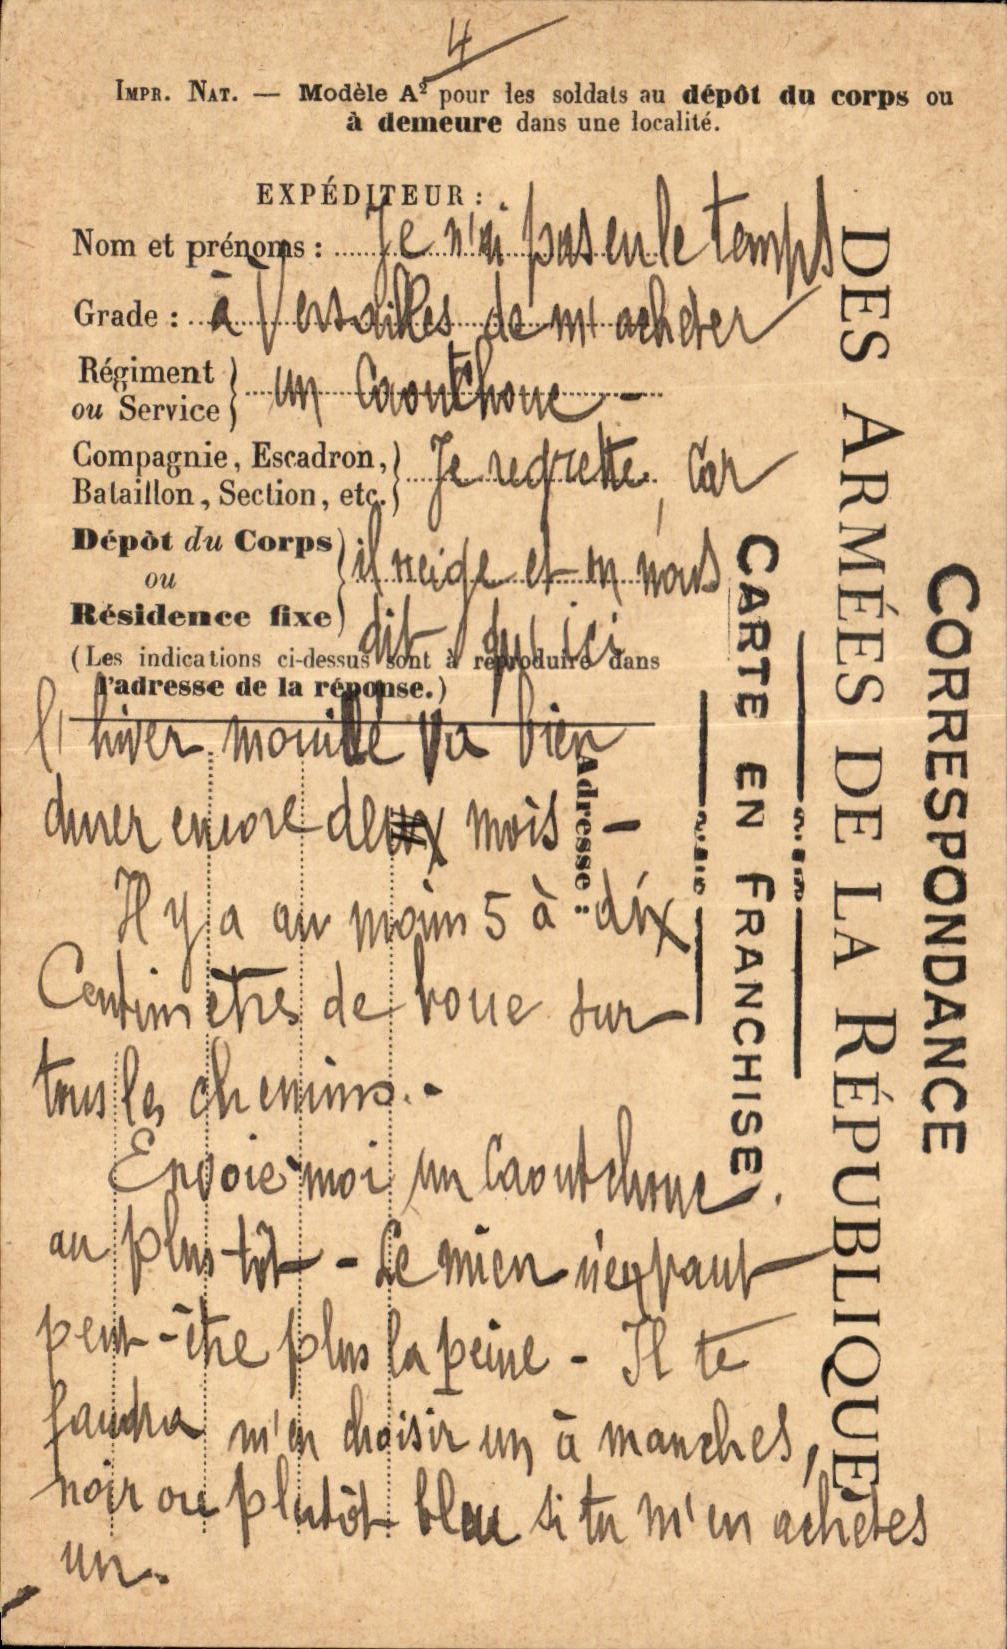 4
IMPR. NAT. — Modèle A² pour les soldats au dépôt du corps ou
à demeure dans une localité.
EXPÉDITEUR :
Nom et prénoms : Je n'ai pas eu le temps
Grade : à Versailles de m'acheter
Régiment
ou Service } un Caoutchouc -
Compagnie, Escadron,
Bataillon, Section, etc. } Je regrette, Car
Dépôt du Corps
ou
Résidence fixe } il neige et on nous
dit qu'ici
(Les indications ci-dessus sont à reproduire dans
l'adresse de la réponse.)
l'hiver mouillé va bien
durer encore deux mois -
Il y a au moins 5 à dix
Centimètres de boue sur
tous les chemins. -
Envoie-moi un Caoutchouc
au plus tôt - Le mien n'en vaut
peut-être plus la peine - Il te
faudra m'en choisir un à manches,
noir ou plutôt bleu si tu m'en achètes
un.
Adresse :
CARTE EN FRANCHISE
DES ARMÉES DE LA RÉPUBLIQUE
CORRESPONDANCE